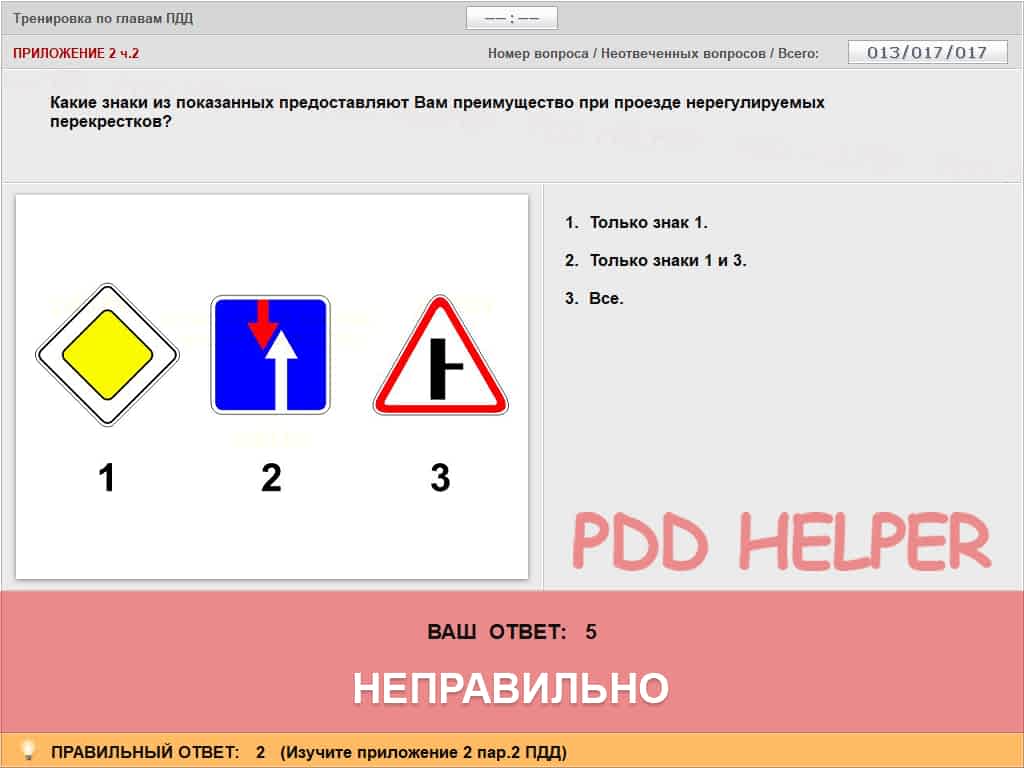 Тренировка по главам ПДД
—— : ——
ПРИЛОЖЕНИЕ 2 ч.2
Номер вопроса / Неотвеченных вопросов / Всего:
013/017/017
Какие знаки из показанных предоставляют Вам преимущество при проезде нерегулируемых
перекрестков?
1. Только знак 1.
2. Только знаки 1 и 3.
3. Все.
1 2 3
PDD HELPER
ВАШ ОТВЕТ: 5
НЕПРАВИЛЬНО
ПРАВИЛЬНЫЙ ОТВЕТ: 2 (Изучите приложение 2 пар.2 ПДД)